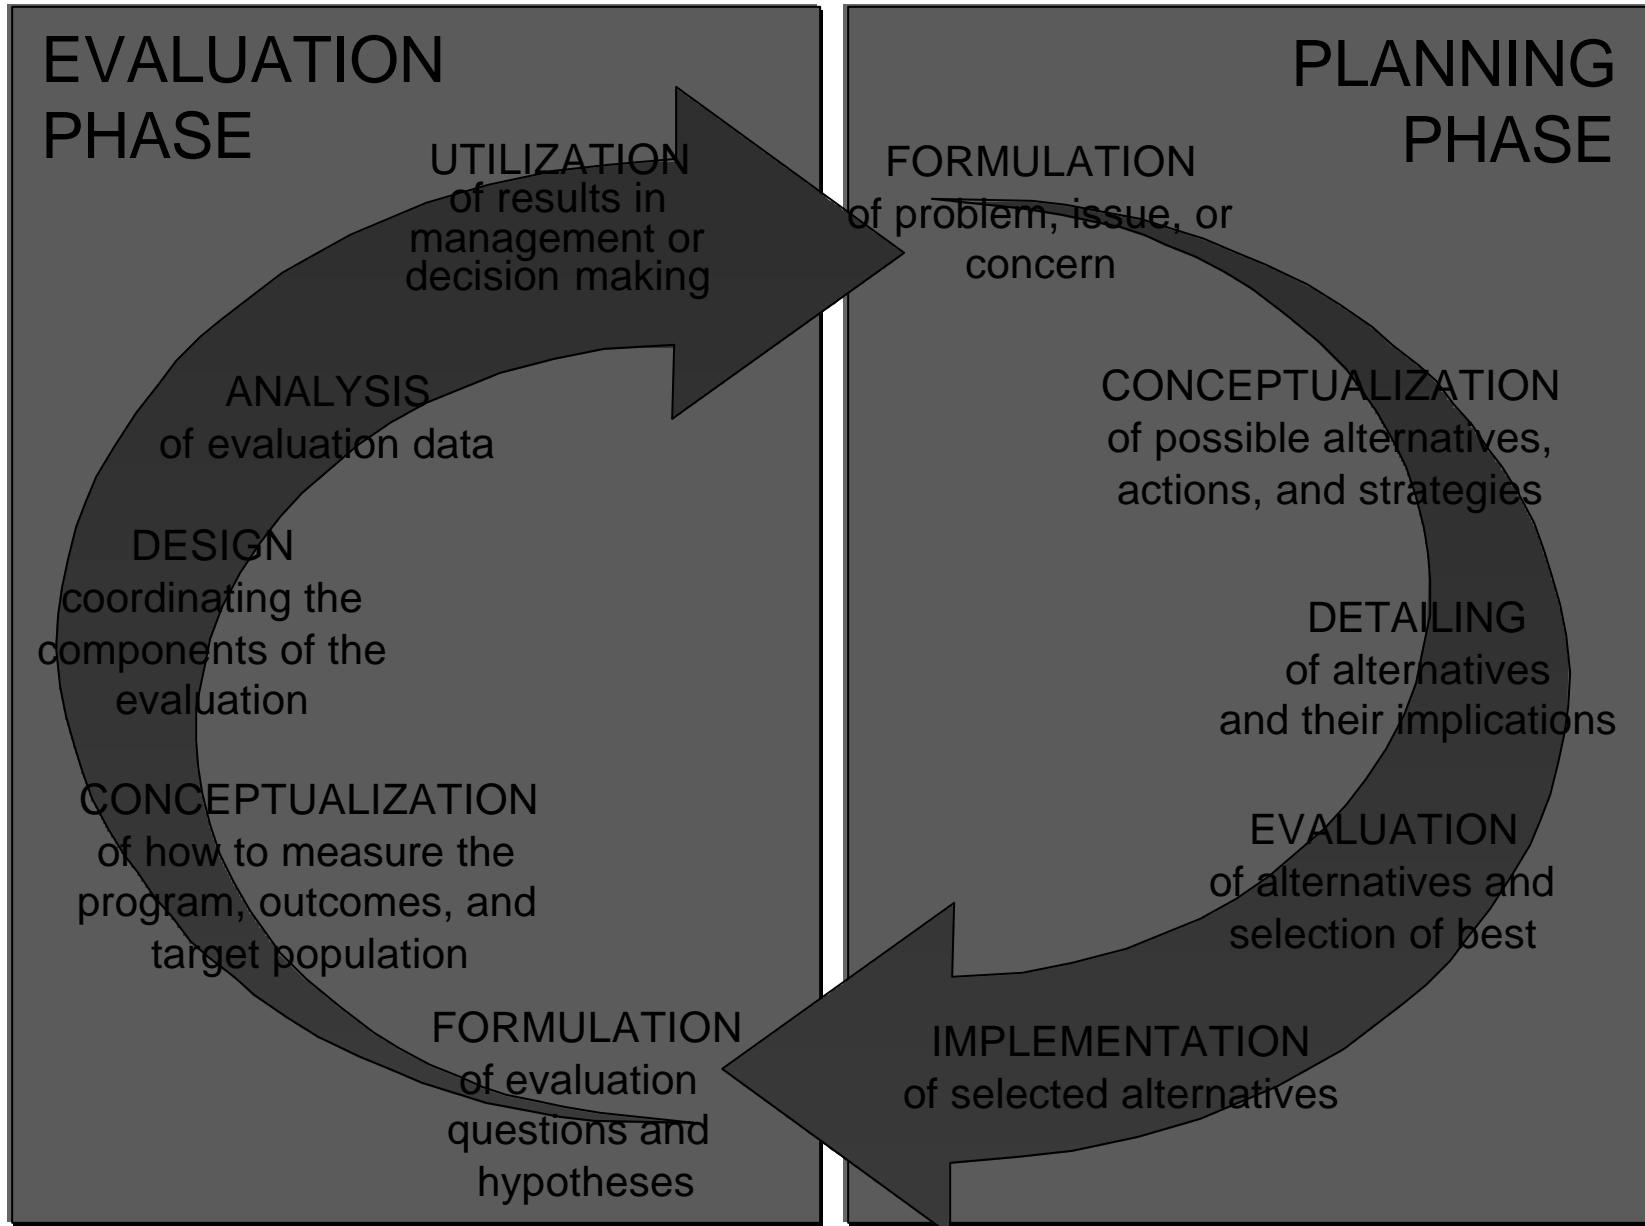 EVALUATION
PHASE
UTILIZATION
of results in
management or
decision making
ANALYSIS
of evaluation data
DESIGN
coordinating the
components of the
evaluation
CONCEPTUALIZATION
of how to measure the
program, outcomes, and
target population
FORMULATION
of evaluation
questions and
hypotheses
PLANNING
PHASE
FORMULATION
of problem, issue, or
concern
CONCEPTUALIZATION
of possible alternatives,
actions, and strategies
DETAILING
of alternatives
and their implications
EVALUATION
of alternatives and
selection of best
IMPLEMENTATION
of selected alternatives